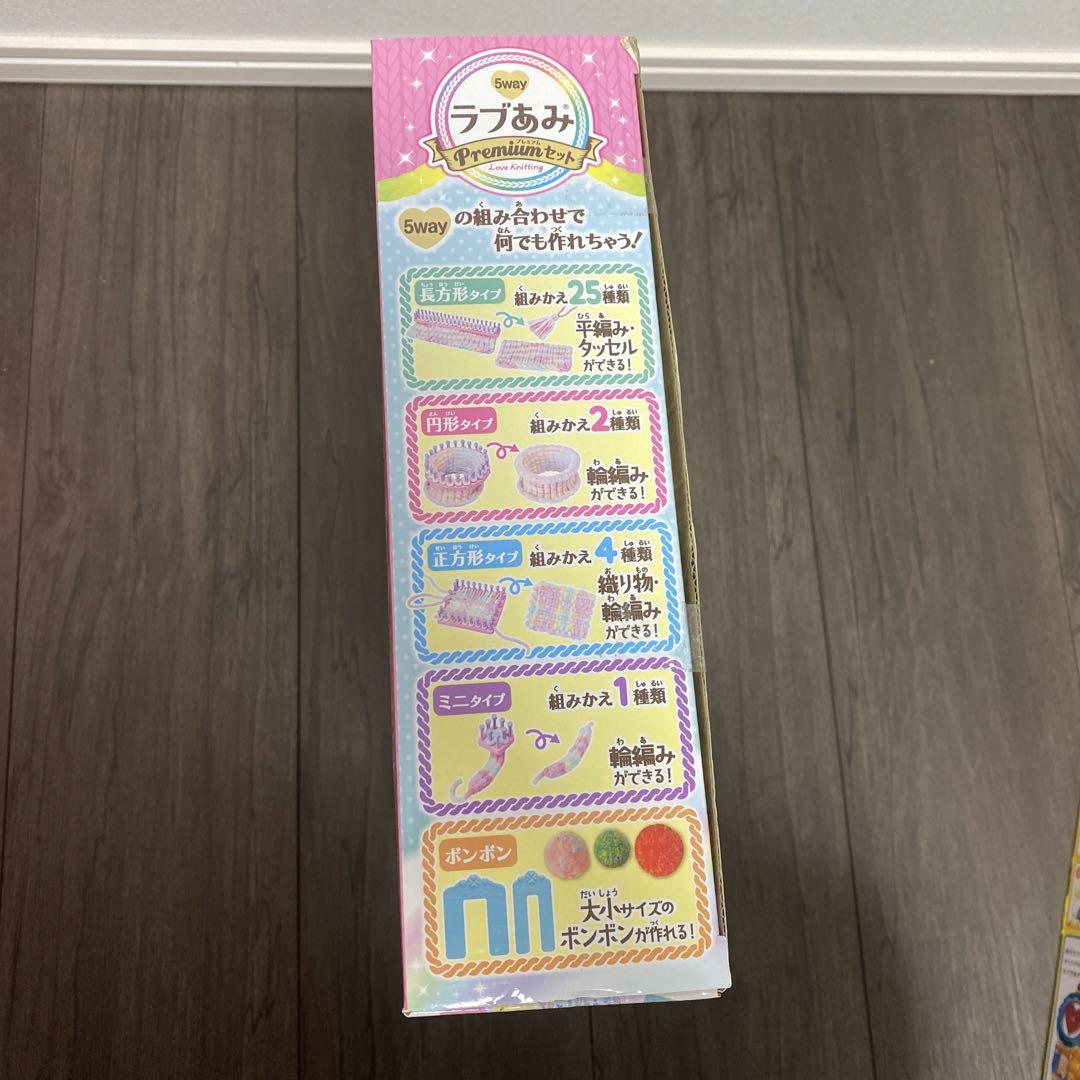 5way
ラブあみ®
プレミアム
Premiumセット
Love Knitting
5wayの組み合わせで
何でも作れちゃう!
長方形タイプ
組みかえ25種類
平編み・
タッセル
ができる!
円形タイプ
組みかえ2種類
輪編み
ができる!
正方形タイプ
組みかえ4種類
織り物・
輪編み
ができる!
ミニタイプ
組みかえ1種類
輪編み
ができる!
ボンボン
大小サイズの
ボンボンが作れる!